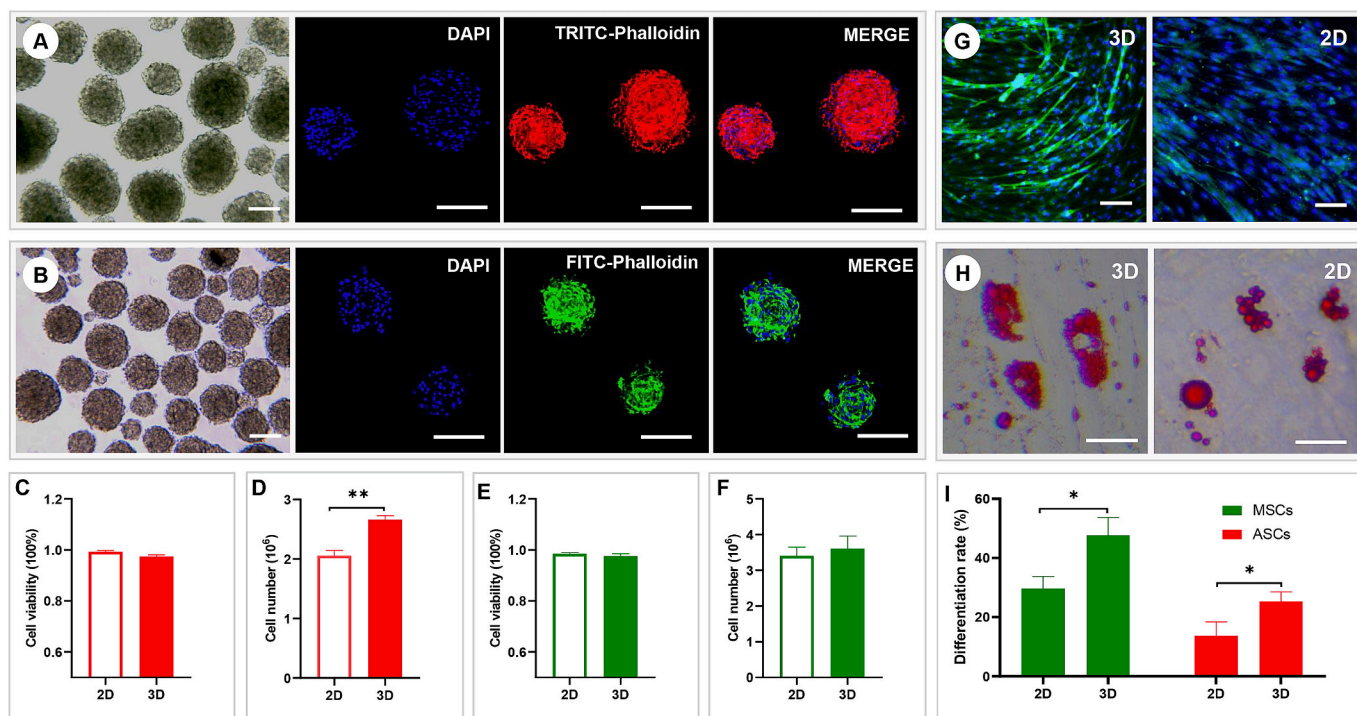 A
DAPI
TRITC-Phalloidin
MERGE
G
3D
2D
B
DAPI
FITC-Phalloidin
MERGE
H
3D
2D
C
Cell viability (100%)
1.2
1.0
0.8
0.6
2D
3D
D
Cell number (10⁶)
3
2
1
0
**
2D
3D
E
Cell viability (100%)
1.2
1.0
0.8
0.6
2D
3D
F
Cell number (10⁶)
5
4
3
2
1
0
2D
3D
I
Differentiation rate (%)
60
40
20
0
*
*
MSCs
ASCs
2D
3D
2D
3D